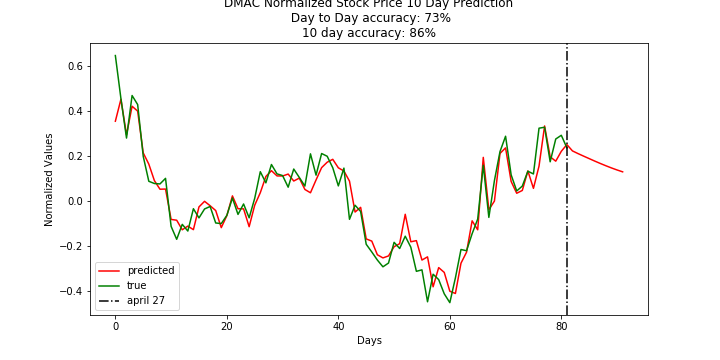 DMAC Normalized Stock Price 10 Day Prediction
Day to Day accuracy: 73%
10 day accuracy: 86%
0.6
0.4
0.2
0.0
−0.2
−0.4
Normalized Values
predicted
true
april 27
0
20
40
60
80
Days